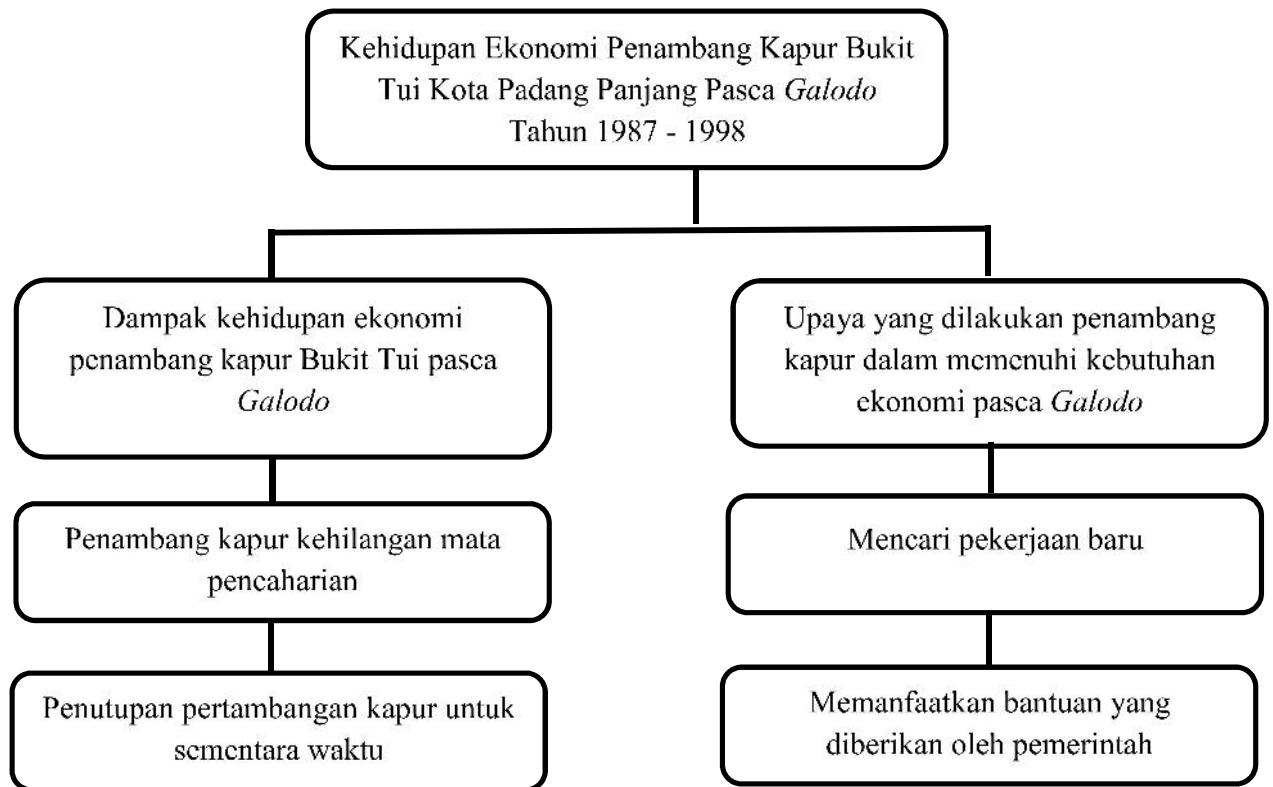 Kehidupan Ekonomi Penambang Kapur Bukit
Tui Kota Padang Panjang Pasca Galodo
Tahun 1987 - 1998
Dampak kehidupan ekonomi
penambang kapur Bukit Tui pasca
Galodo
Penambang kapur kehilangan mata
pencaharian
Penutupan pertambangan kapur untuk
sementara waktu
Upaya yang dilakukan penambang
kapur dalam memenuhi kebutuhan
ekonomi pasca Galodo
Mencari pekerjaan baru
Memanfaatkan bantuan yang
diberikan oleh pemerintah